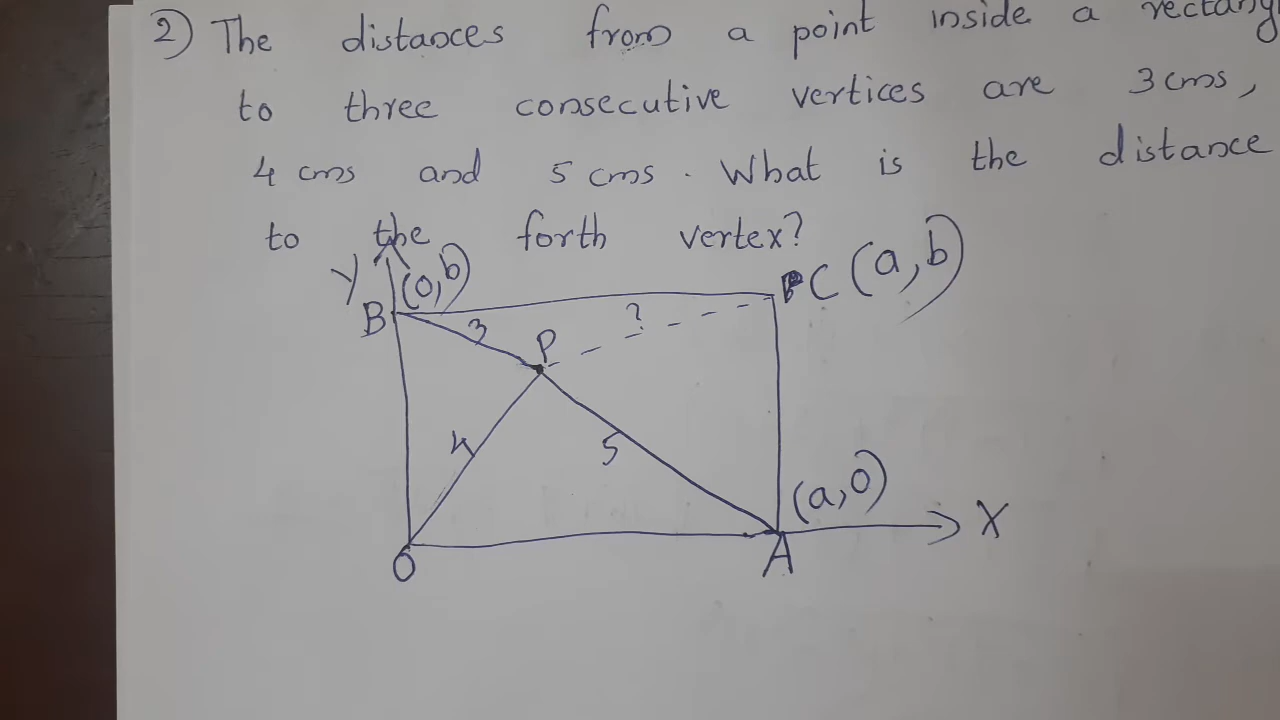 2) The distances from a point inside a rectangl
to three consecutive vertices are 3 cms,
4 cms and 5 cms. What is the distance
to the forth vertex?
Y (0,b) C (a,b)
B 3 P ?
4 5
(a,0)
X
O A